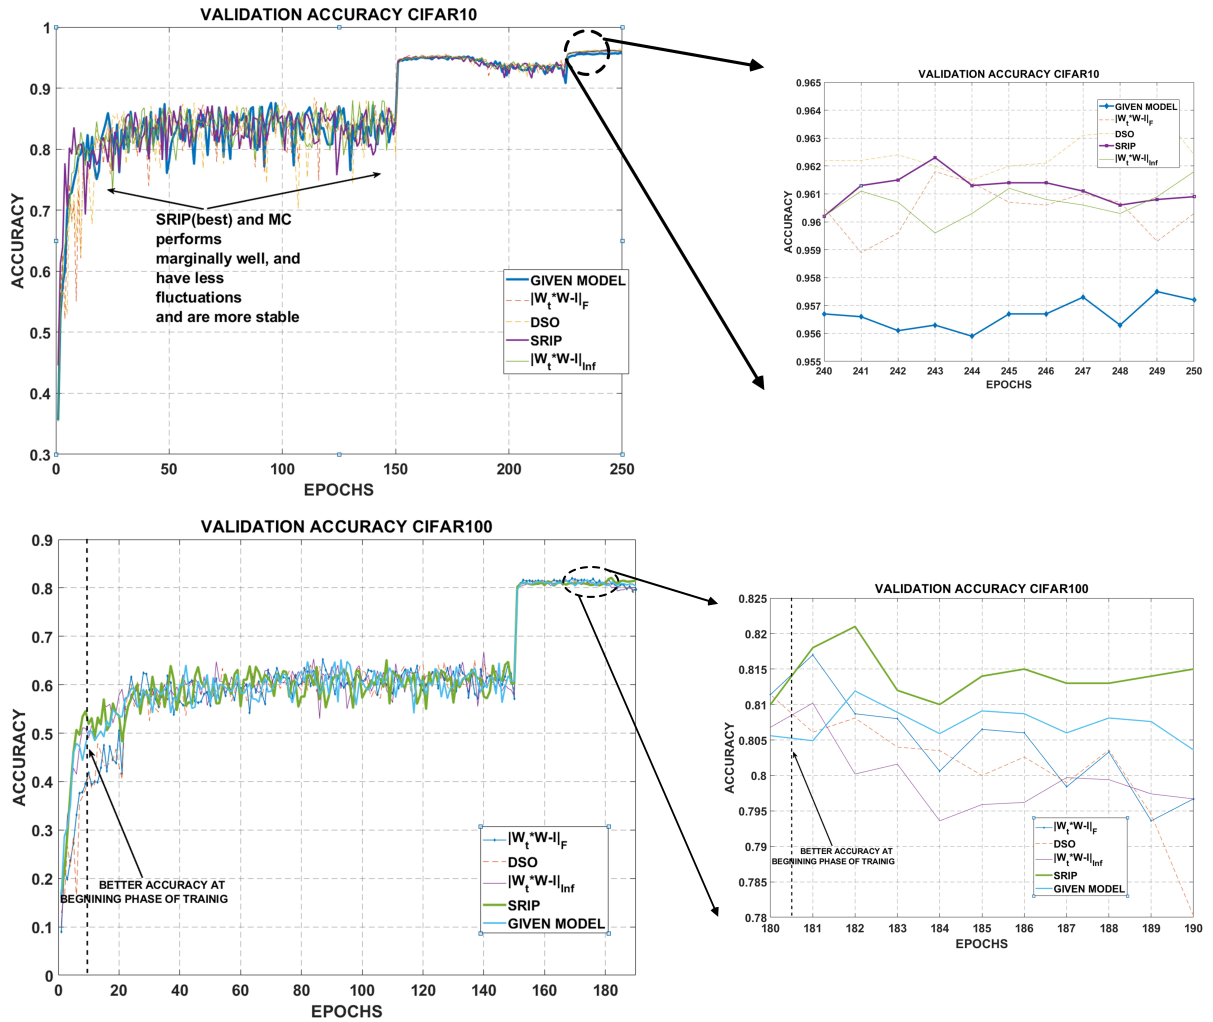 VALIDATION ACCURACY CIFAR10
1
0.9
0.8
0.7
0.6
0.5
0.4
0.3
ACCURACY
SRIP(best) and MC
performs
marginally well, and
have less
fluctuations
and are more stable
GIVEN MODEL
|W_t*W-I||_F
DSO
SRIP
|W_t*W-I||_Inf
0 50 100 150 200 250
EPOCHS
VALIDATION ACCURACY CIFAR10
0.965
0.964
0.963
0.962
0.961
0.96
0.959
0.958
0.957
0.956
0.955
ACCURACY
GIVEN MODEL
|W_t*W-I||_F
DSO
SRIP
|W_t*W-I||_Inf
240 241 242 243 244 245 246 247 248 249 250
EPOCHS
VALIDATION ACCURACY CIFAR100
0.9
0.8
0.7
0.6
0.5
0.4
0.3
0.2
0.1
0
ACCURACY
BETTER ACCURACY AT
BEGNINING PHASE OF TRAINIG
|W_t*W-I||_F
DSO
|W_t*W-I||_Inf
SRIP
GIVEN MODEL
0 20 40 60 80 100 120 140 160 180
EPOCHS
VALIDATION ACCURACY CIFAR100
0.825
0.82
0.815
0.81
0.805
0.8
0.795
0.79
0.785
0.78
ACCURACY
BETTER ACCURACY AT
BEGNINING PHASE OF TRAINIG
|W_t*W-I||_F
DSO
|W_t*W-I||_Inf
SRIP
GIVEN MODEL
180 181 182 183 184 185 186 187 188 189 190
EPOCHS